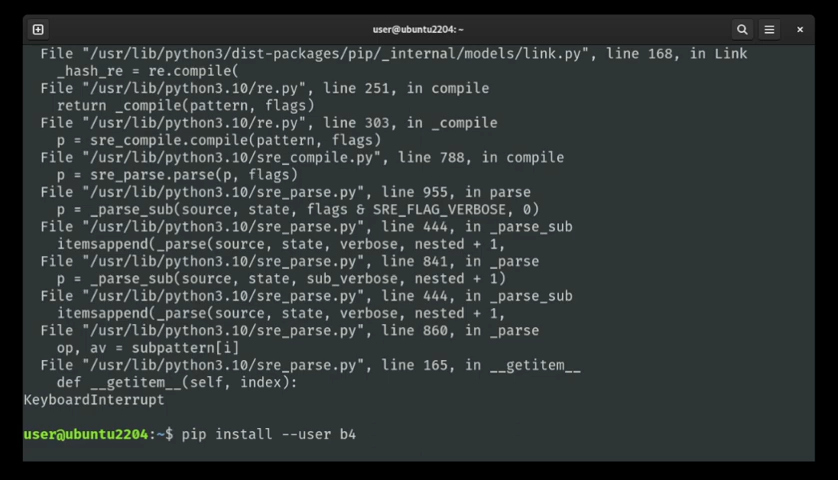 user@ubuntu2204: ~
File "/usr/lib/python3/dist-packages/pip/_internal/models/link.py", line 168, in Link
_hash_re = re.compile(
File "/usr/lib/python3.10/re.py", line 251, in compile
return _compile(pattern, flags)
File "/usr/lib/python3.10/re.py", line 303, in _compile
p = sre_compile.compile(pattern, flags)
File "/usr/lib/python3.10/sre_compile.py", line 788, in compile
p = sre_parse.parse(p, flags)
File "/usr/lib/python3.10/sre_parse.py", line 955, in parse
p = _parse_sub(source, state, flags & SRE_FLAG_VERBOSE, 0)
File "/usr/lib/python3.10/sre_parse.py", line 444, in _parse_sub
itemsappend(_parse(source, state, verbose, nested + 1,
File "/usr/lib/python3.10/sre_parse.py", line 841, in _parse
p = _parse_sub(source, state, sub_verbose, nested + 1)
File "/usr/lib/python3.10/sre_parse.py", line 444, in _parse_sub
itemsappend(_parse(source, state, verbose, nested + 1,
File "/usr/lib/python3.10/sre_parse.py", line 860, in _parse
op, av = subpattern[i]
File "/usr/lib/python3.10/sre_parse.py", line 165, in __getitem__
def __getitem__(self, index):
KeyboardInterrupt
user@ubuntu2204:~$ pip install --user b4